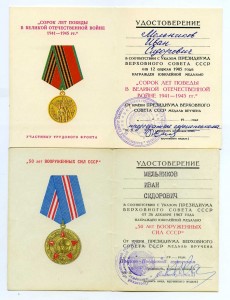 "СОРОК ЛЕТ ПОБЕДЫ
В ВЕЛИКОЙ ОТЕЧЕСТВЕННОЙ ВОЙНЕ
1941—1945 гг."
УЧАСТНИКУ ТРУДОВОГО ФРОНТА
УДОСТОВЕРЕНИЕ
Мельников
Иван
Сидорович
В СООТВЕТСТВИИ С УКАЗОМ ПРЕЗИДИУМА
ВЕРХОВНОГО СОВЕТА СССР
от 12 апреля 1985 года
НАГРАЖДЕН ЮБИЛЕЙНОЙ МЕДАЛЬЮ
"СОРОК ЛЕТ ПОБЕДЫ
В ВЕЛИКОЙ ОТЕЧЕСТВЕННОЙ
ВОЙНЕ 1941—1945 гг."
ОТ ИМЕНИ ПРЕЗИДИУМА ВЕРХОВНОГО
СОВЕТА СССР МЕДАЛЬ ВРУЧЕНА
"50 ЛЕТ ВООРУЖЕННЫХ СИЛ СССР"
УДОСТОВЕРЕНИЕ
МЕЛЬНИКОВ
ИВАН
СИДОРОВИЧ
В СООТВЕТСТВИИ С УКАЗОМ ПРЕЗИДИУМА
ВЕРХОВНОГО СОВЕТА СССР
ОТ 26 ДЕКАБРЯ 1967 ГОДА
НАГРАЖДЕН ЮБИЛЕЙНОЙ МЕДАЛЬЮ
"50 ЛЕТ ВООРУЖЕННЫХ
СИЛ СССР"
ОТ ИМЕНИ ПРЕЗИДИУМА ВЕРХОВНОГО
СОВЕТА СССР МЕДАЛЬ ВРУЧЕНА